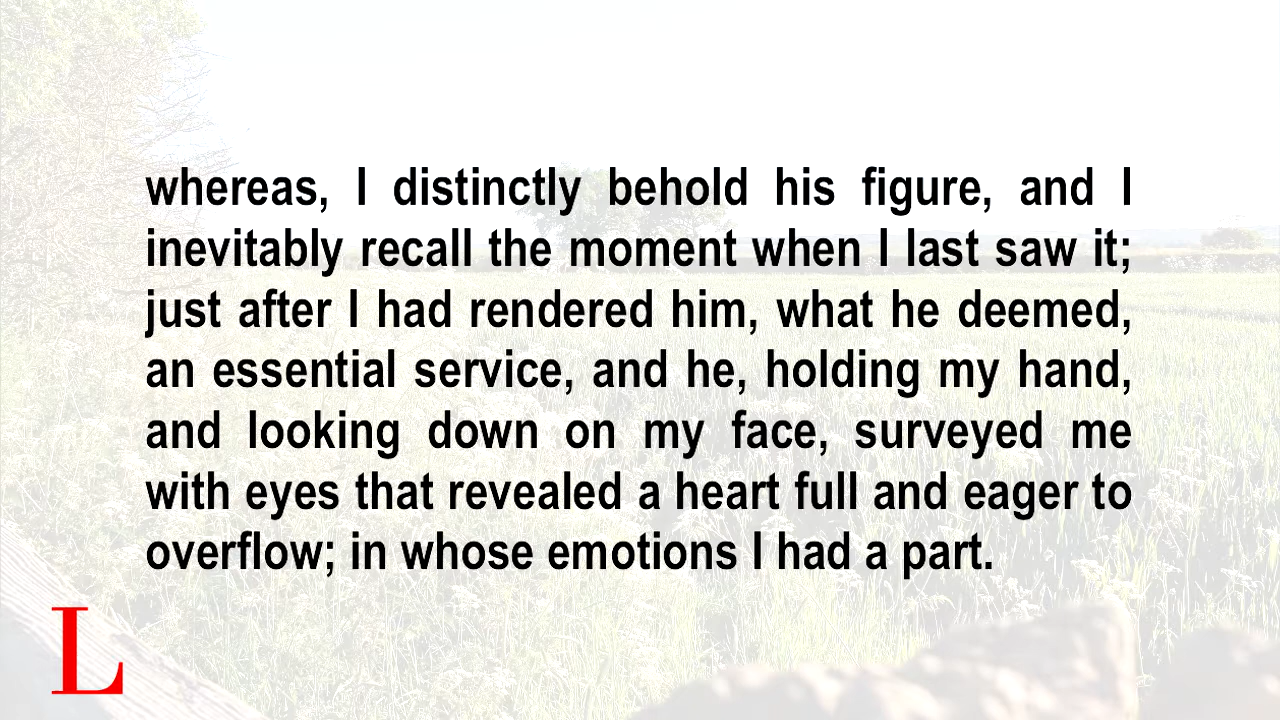 whereas, I distinctly behold his figure, and I
inevitably recall the moment when I last saw it;
just after I had rendered him, what he deemed,
an essential service, and he, holding my hand,
and looking down on my face, surveyed me
with eyes that revealed a heart full and eager to
overflow; in whose emotions I had a part.
L